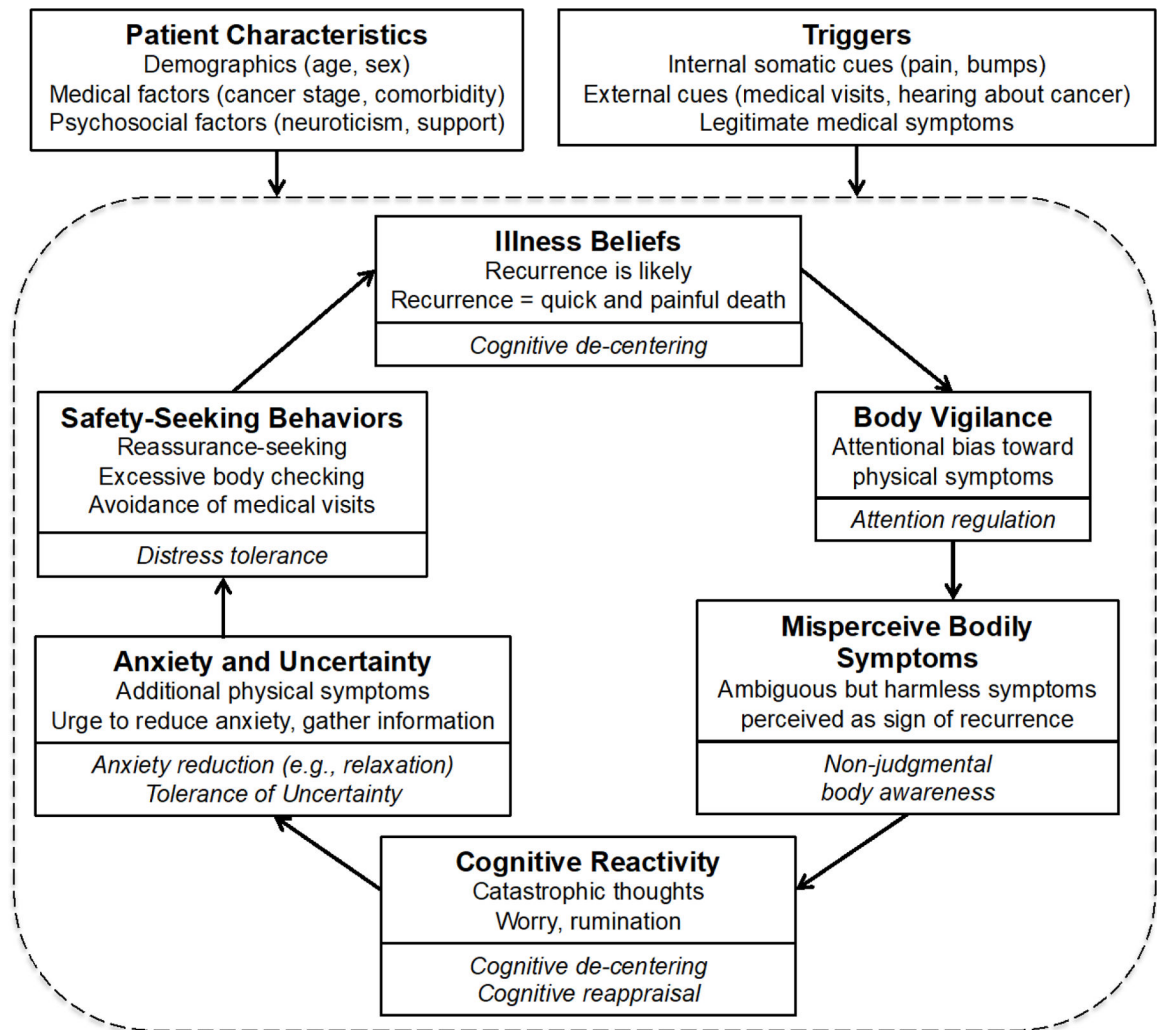 Patient Characteristics
Demographics (age, sex)
Medical factors (cancer stage, comorbidity)
Psychosocial factors (neuroticism, support)
Triggers
Internal somatic cues (pain, bumps)
External cues (medical visits, hearing about cancer)
Legitimate medical symptoms
Illness Beliefs
Recurrence is likely
Recurrence = quick and painful death
Cognitive de-centering
Body Vigilance
Attentional bias toward
physical symptoms
Attention regulation
Misperceive Bodily
Symptoms
Ambiguous but harmless symptoms
perceived as sign of recurrence
Non-judgmental
body awareness
Cognitive Reactivity
Catastrophic thoughts
Worry, rumination
Cognitive de-centering
Cognitive reappraisal
Anxiety and Uncertainty
Additional physical symptoms
Urge to reduce anxiety, gather information
Anxiety reduction (e.g., relaxation)
Tolerance of Uncertainty
Safety-Seeking Behaviors
Reassurance-seeking
Excessive body checking
Avoidance of medical visits
Distress tolerance